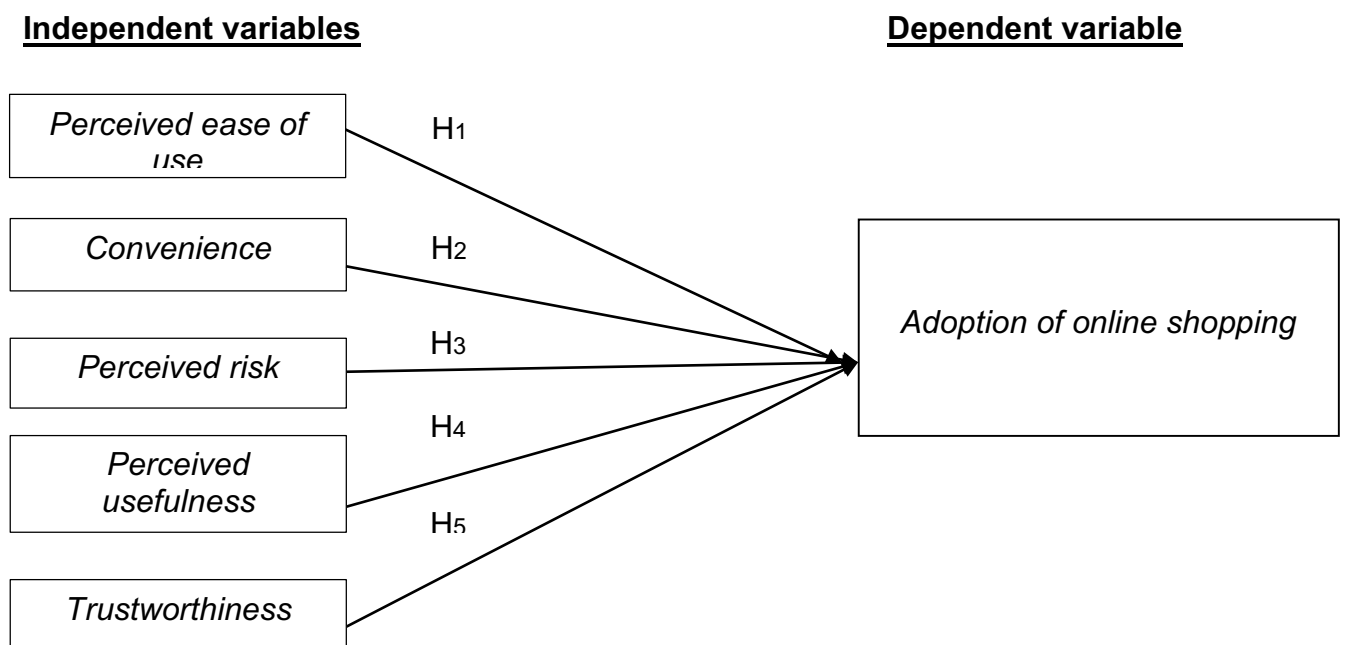 Independent variables
Dependent variable
Perceived ease of
use
H1
Convenience
H2
Adoption of online shopping
Perceived risk
H3
Perceived
usefulness
H4
H5
Trustworthiness